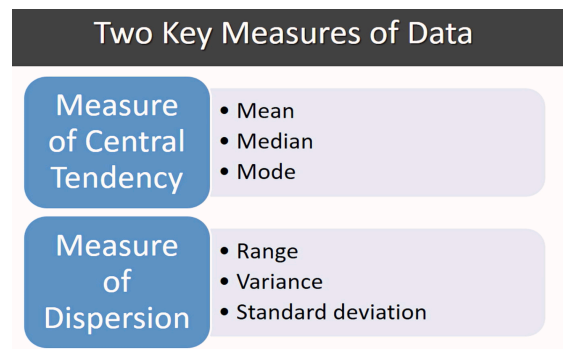 Two Key Measures of Data
Measure
of Central
Tendency
• Mean
• Median
• Mode
Measure
of
Dispersion
• Range
• Variance
• Standard deviation